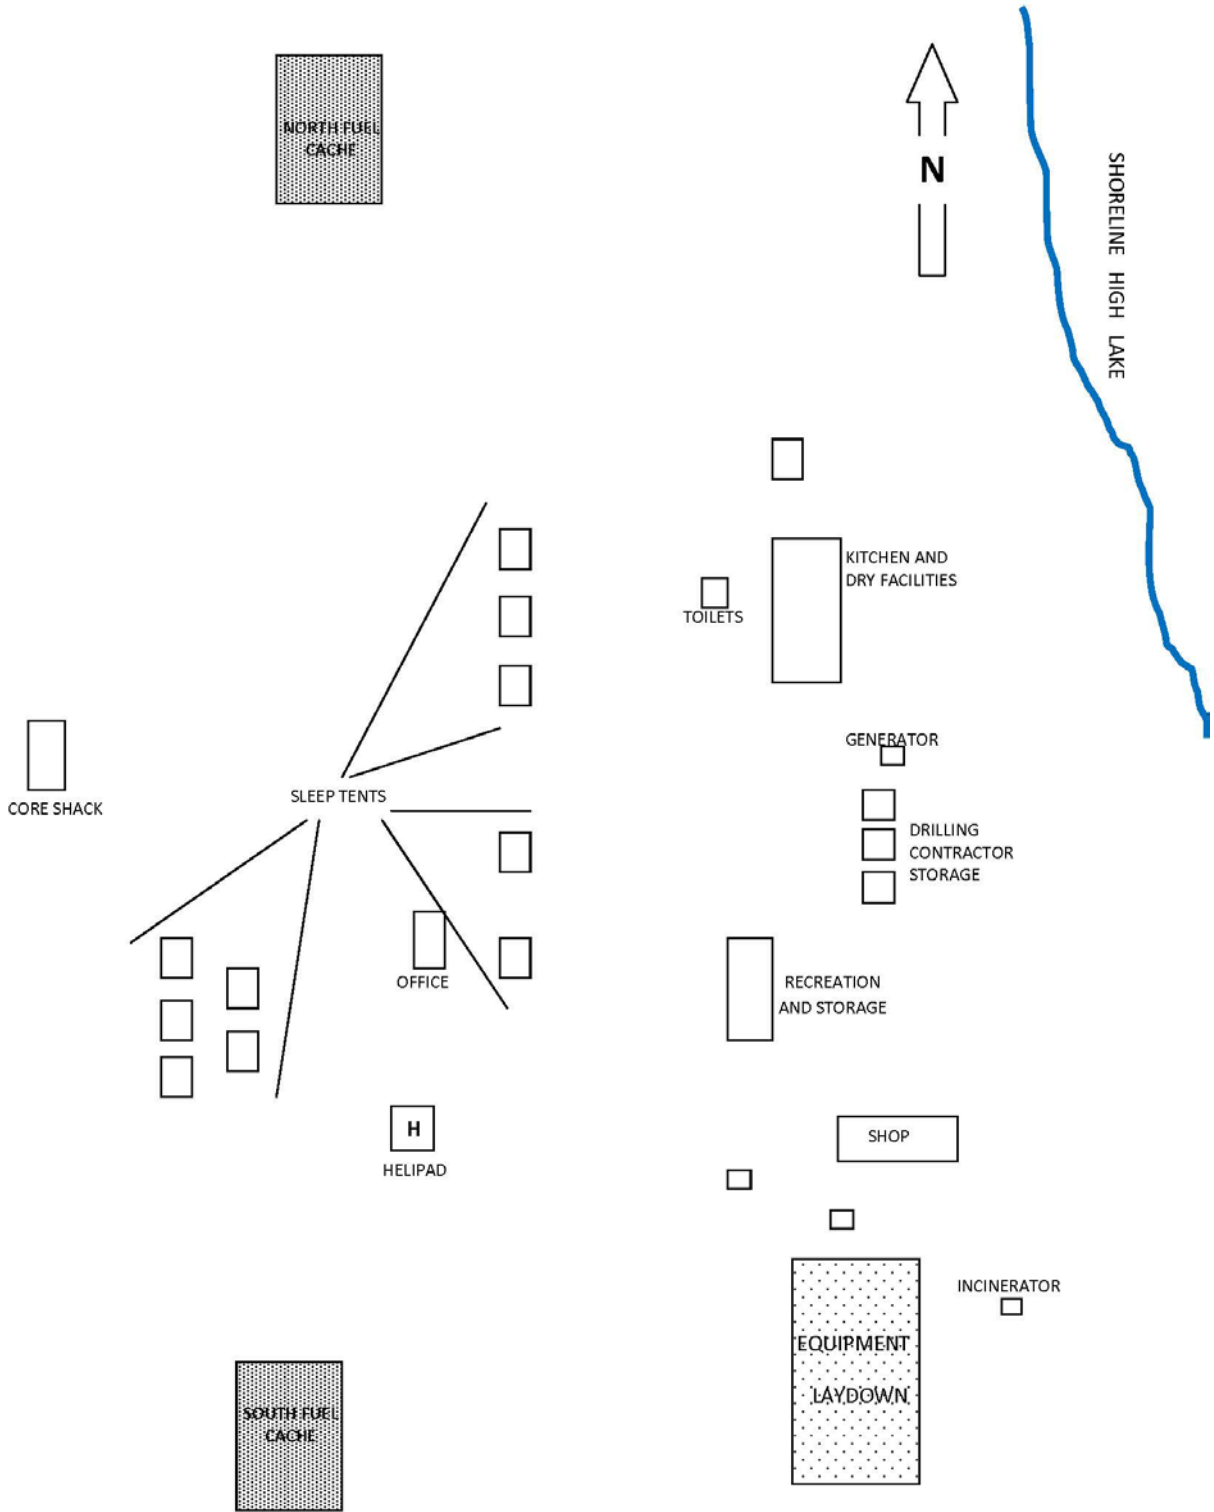 NORTH FUEL
CACHE
N
SHORELINE HIGH LAKE
KITCHEN AND
DRY FACILITIES
TOILETS
GENERATOR
SLEEP TENTS
CORE SHACK
DRILLING
CONTRACTOR
STORAGE
OFFICE
RECREATION
AND STORAGE
H
HELIPAD
SHOP
INCINERATOR
EQUIPMENT
LAYDOWN
SOUTH FUEL
CACHE